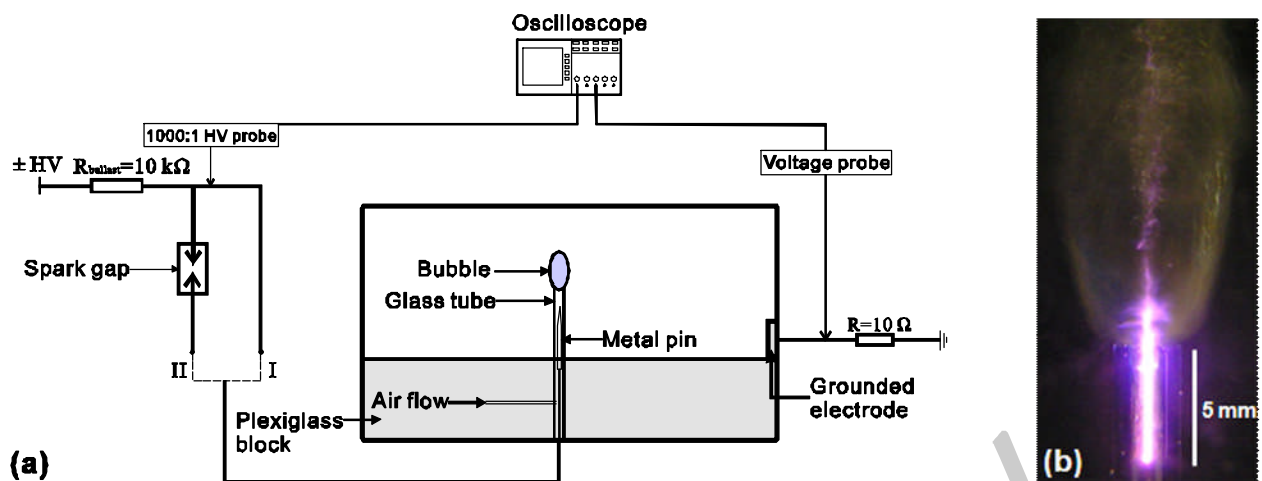 Oscilloscope
1000:1 HV probe
± HV
Rballast=10 kΩ
Voltage probe
Spark gap
Bubble
Glass tube
Metal pin
R=10 Ω
II
I
Air flow
Plexiglass
block
Grounded
electrode
(a)
5 mm
(b)